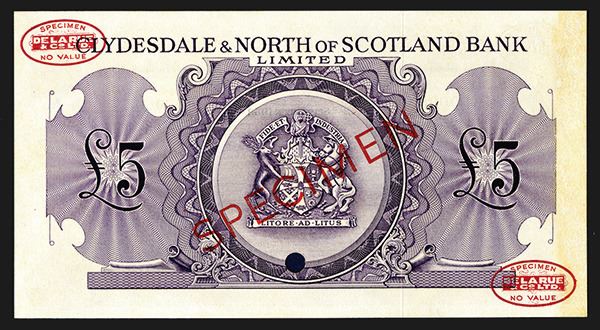 SPECIMEN
DE LA RUE
& CO. LTD.
NO VALUE
CLYDESDALE & NORTH OF SCOTLAND BANK
LIMITED
FIDE ET INDUSTRIA
£5
£5
SPECIMEN
LITORE·AD·LITUS
SPECIMEN
DE LA RUE
& CO. LTD.
NO VALUE